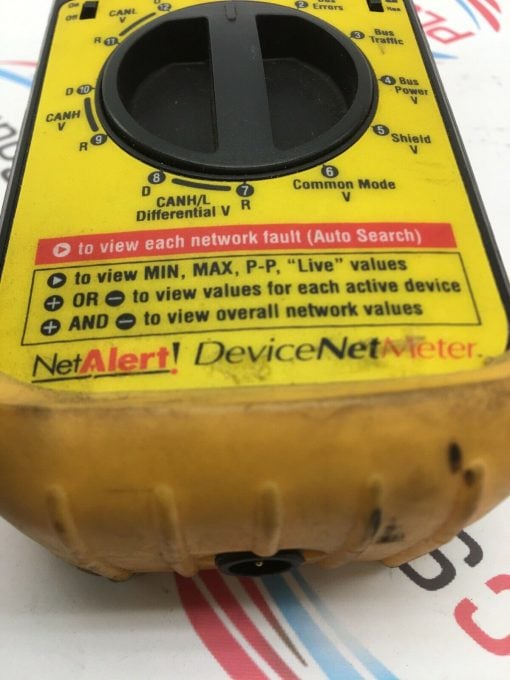 On
Off
CANL
V
D
12
R 11
D 10
CANH
V
R 9
8
D
CANH/L
Differential V
7
R
2
Errors
3 Bus
Traffic
4 Bus
Power
V
5 Shield
V
6
Common Mode
V
to view each network fault (Auto Search)
to view MIN, MAX, P-P, “Live” values
+ OR − to view values for each active device
+ AND − to view overall network values
NetAlert! DeviceNetMeter.